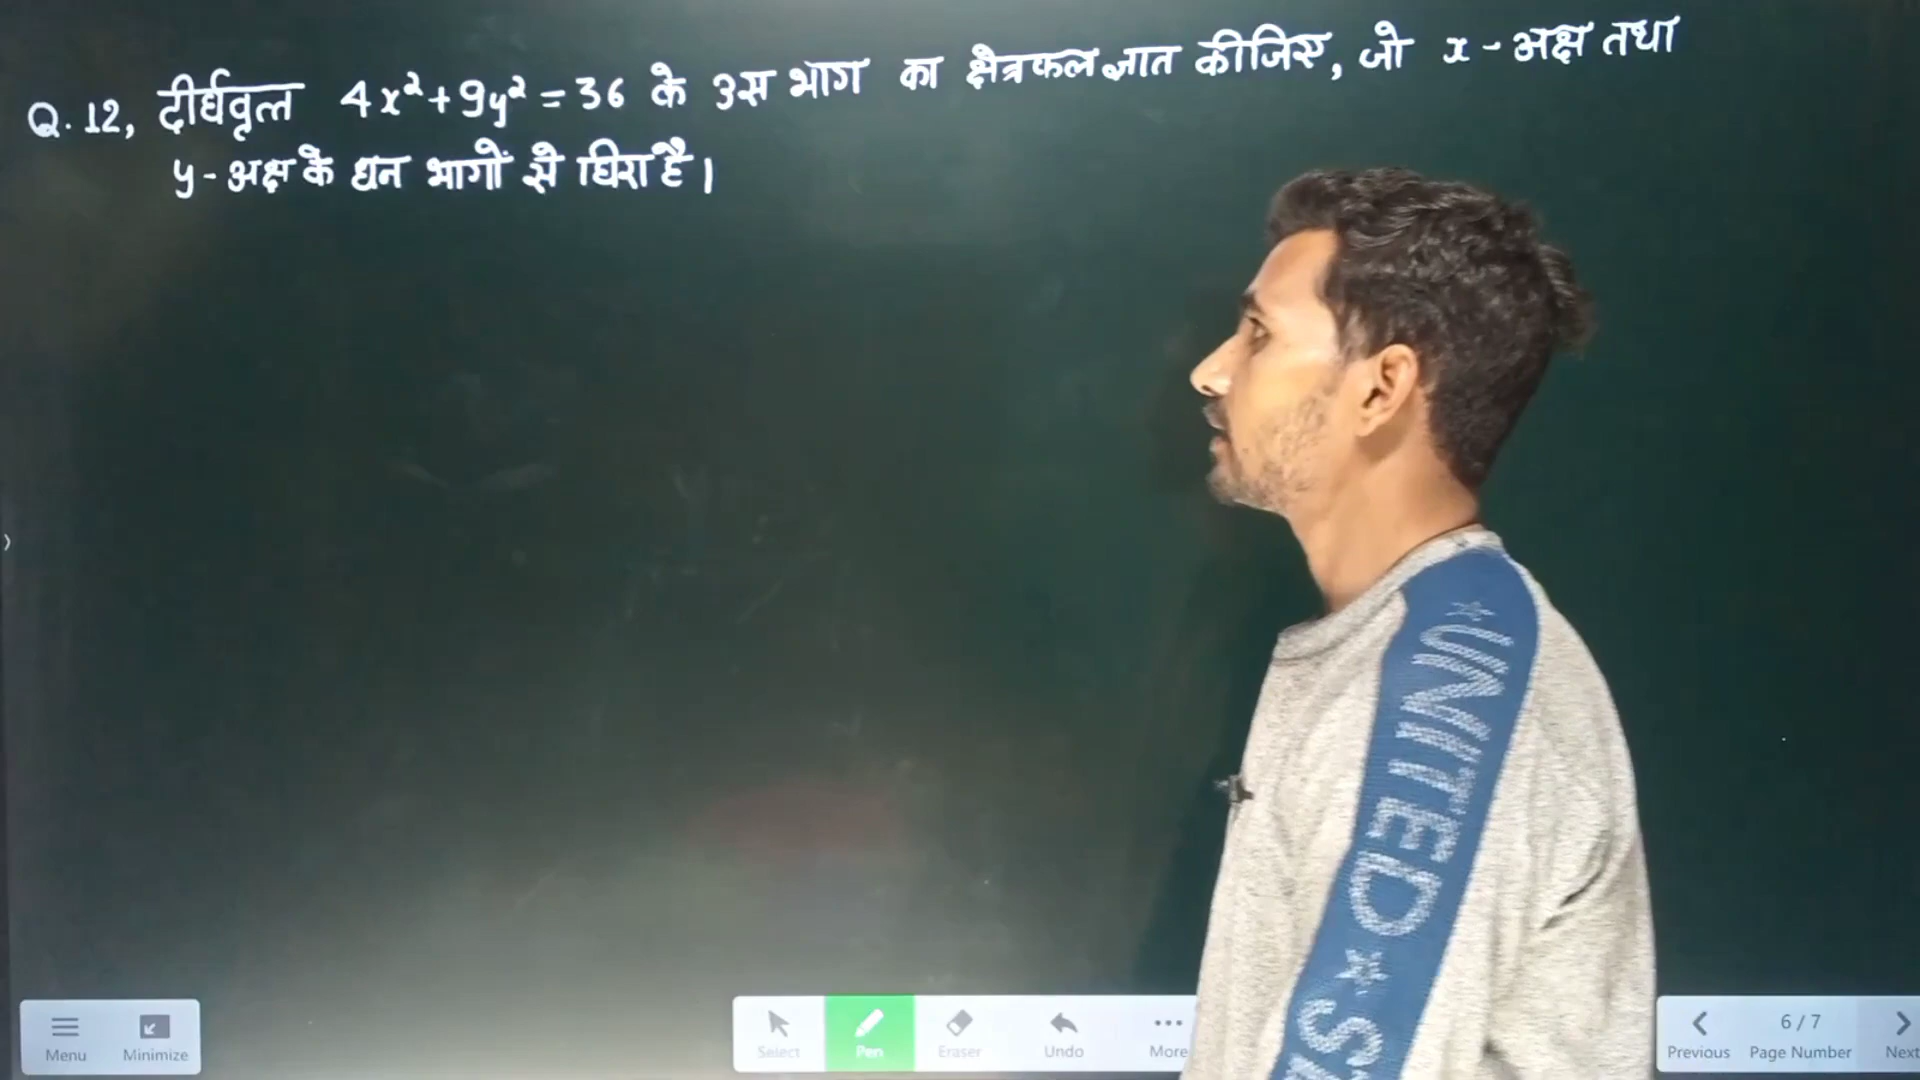 Q. 12, दीर्घवृत्त 4x²+9y²=36 के उस भाग का क्षेत्रफल ज्ञात कीजिए, जो x-अक्ष तथा
y-अक्ष के धन भागों से घिरा है।
★UNITED★
Menu Minimize Select Pen Eraser Undo More 6 / 7 Previous Page Number Next